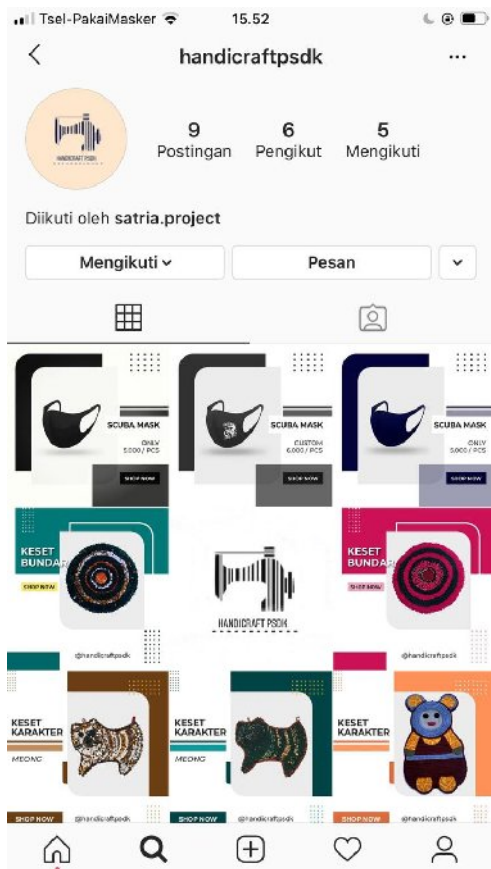 Tsel-PakaiMasker 15.52
handicraftpsdk
HANDICRAFT PSDK
9 6 5
Postingan Pengikut Mengikuti
Diikuti oleh satria.project
Mengikuti Pesan
SCUBA MASK SCUBA MASK SCUBA MASK
ONLY CUSTOM ONLY
5.000 / PCS 6.000 / PCS 5.000 / PCS
SHOP NOW SHOP NOW SHOP NOW
KESET KESET
BUNDAR BUNDAR
SHOP NOW SHOP NOW
HANDICRAFT PSDK
@handicraftpsdk @handicraftpsdk
KESET KESET KESET
KARAKTER KARAKTER KARAKTER
MEONG MEONG
SHOP NOW @handicraftpsdk SHOP NOW @handicraftpsdk SHOP NOW @handicraftpsdk